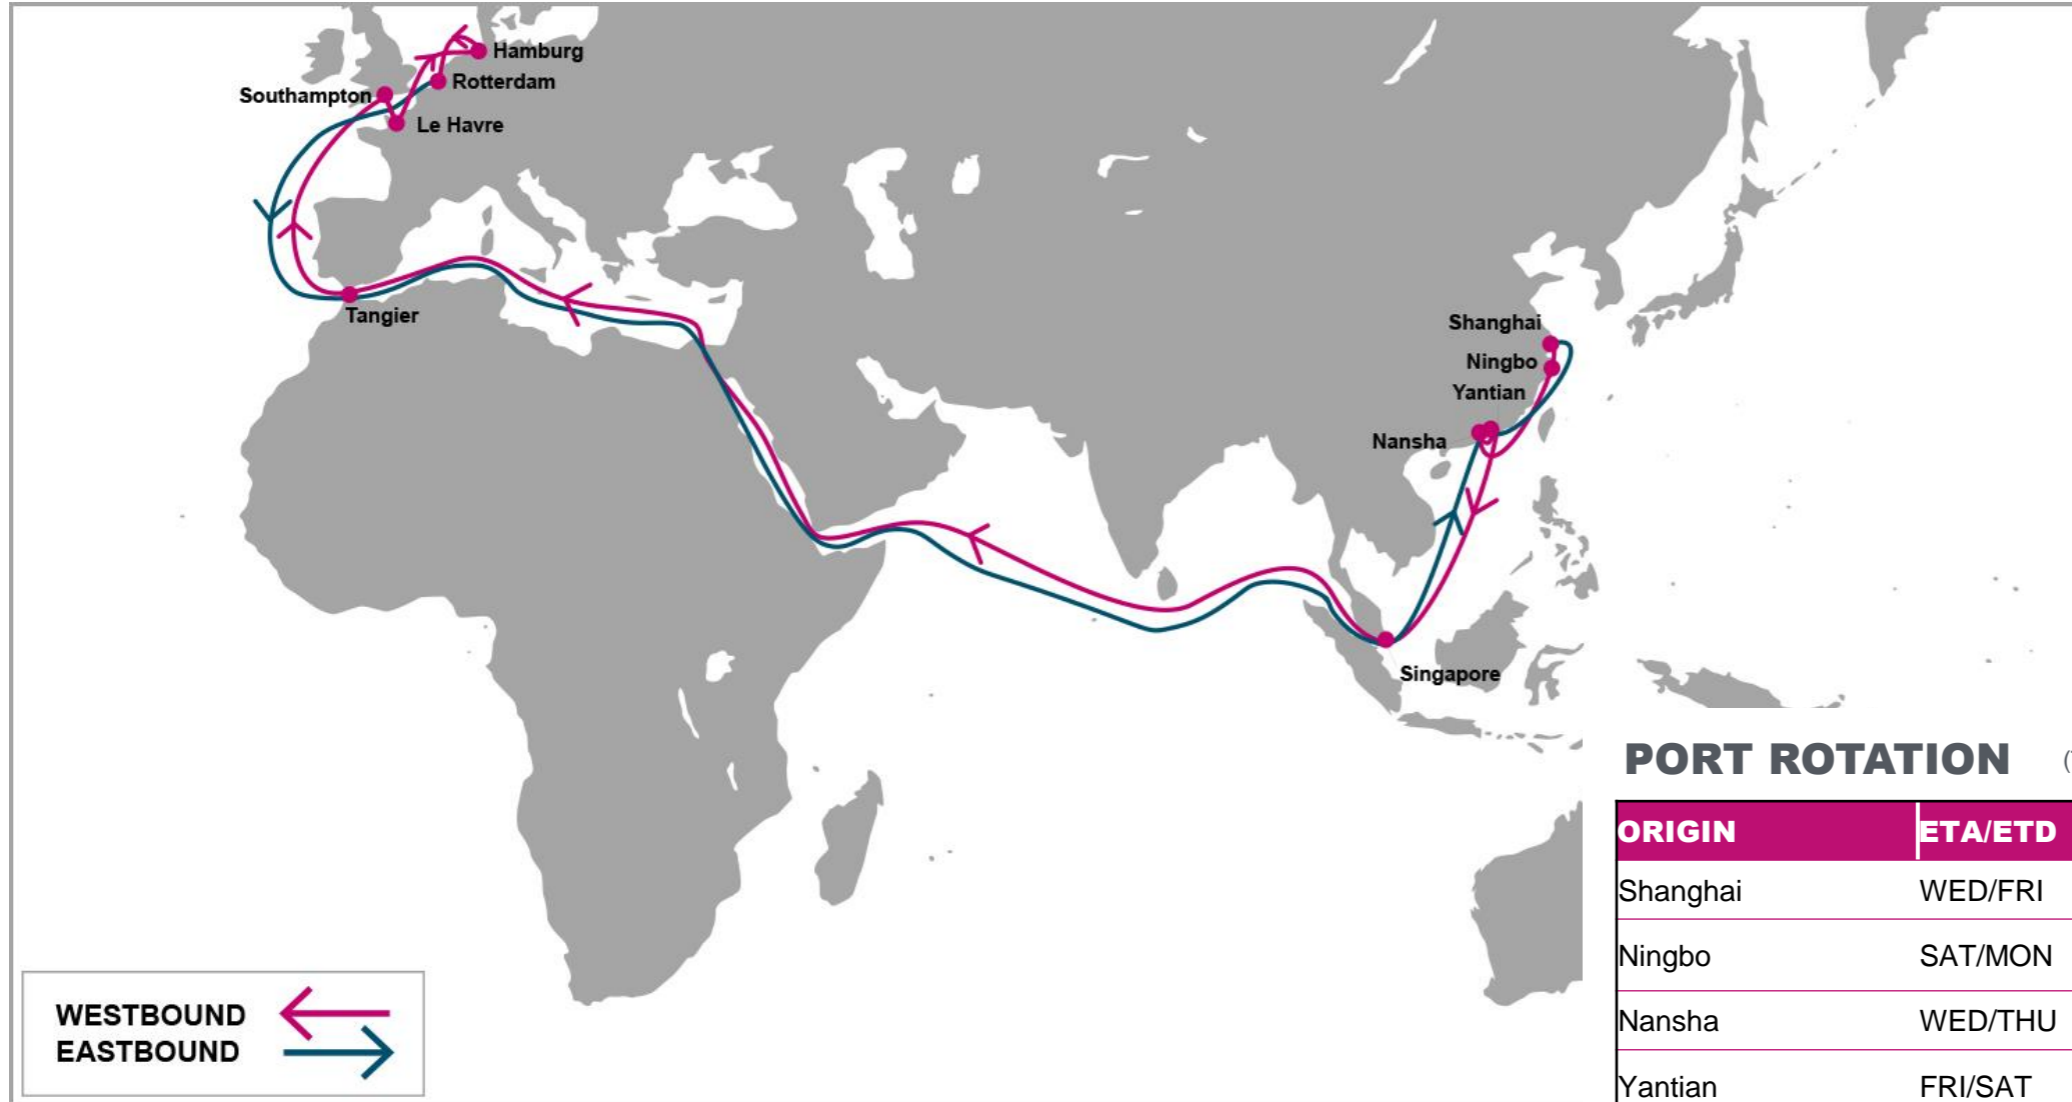 Hamburg
Rotterdam
Southampton
Le Havre
Tangier
Shanghai
Ningbo
Yantian
Nansha
Singapore
WESTBOUND
EASTBOUND
PORT ROTATION (
ORIGIN ETA/ETD
Shanghai WED/FRI
Ningbo SAT/MON
Nansha WED/THU
Yantian FRI/SAT